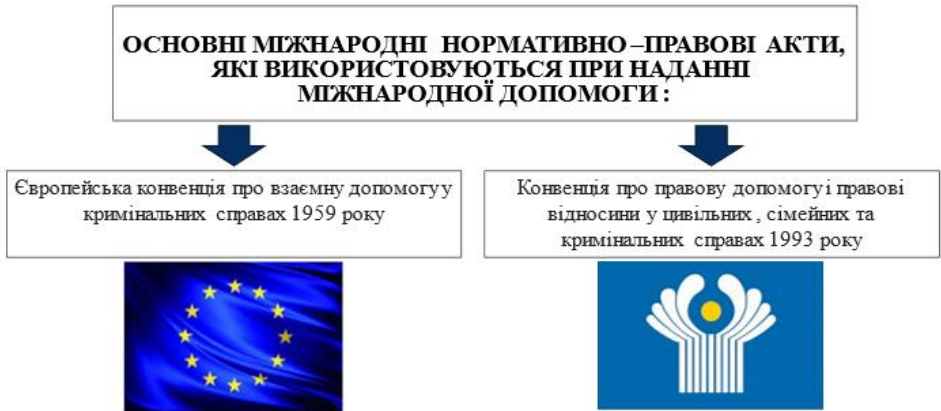 ОСНОВНІ МІЖНАРОДНІ НОРМАТИВНО –ПРАВОВІ АКТИ,
ЯКІ ВИКОРИСТОВУЮТЬСЯ ПРИ НАДАННІ
МІЖНАРОДНОЇ ДОПОМОГИ :
Європейська конвенція про взаємну допомогу у
кримінальних справах 1959 року
Конвенція про правову допомогу і правові
відносини у цивільних , сімейних та
кримінальних справах 1993 року